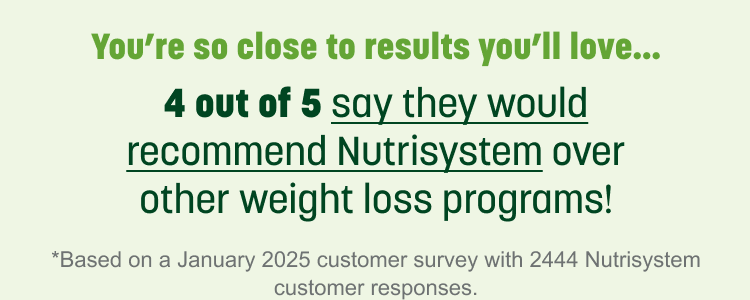 You're so close to results you'll love...
4 out of 5 say they would
recommend Nutrisystem over
other weight loss programs!
*Based on a January 2025 customer survey with 2444 Nutrisystem
customer responses.